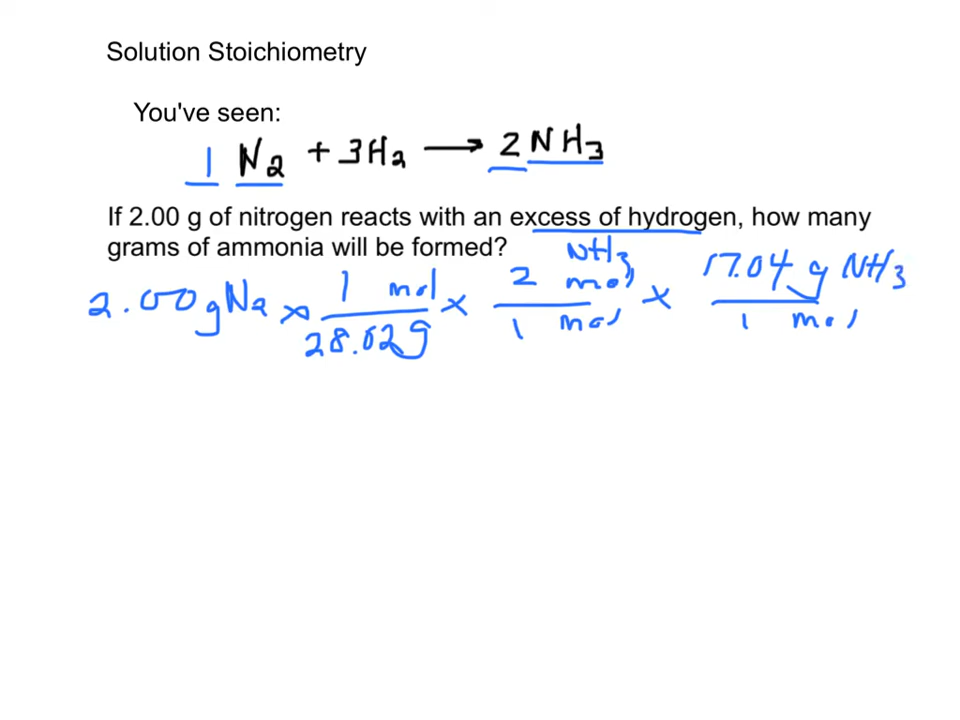 Solution Stoichiometry
You've seen:
1 N2 + 3H2 → 2 NH3
If 2.00 g of nitrogen reacts with an excess of hydrogen, how many
grams of ammonia will be formed?
NH3
2.00 g N2 × 1 mol × 2 mol × 17.04 g NH3
28.02g 1 mol 1 mol